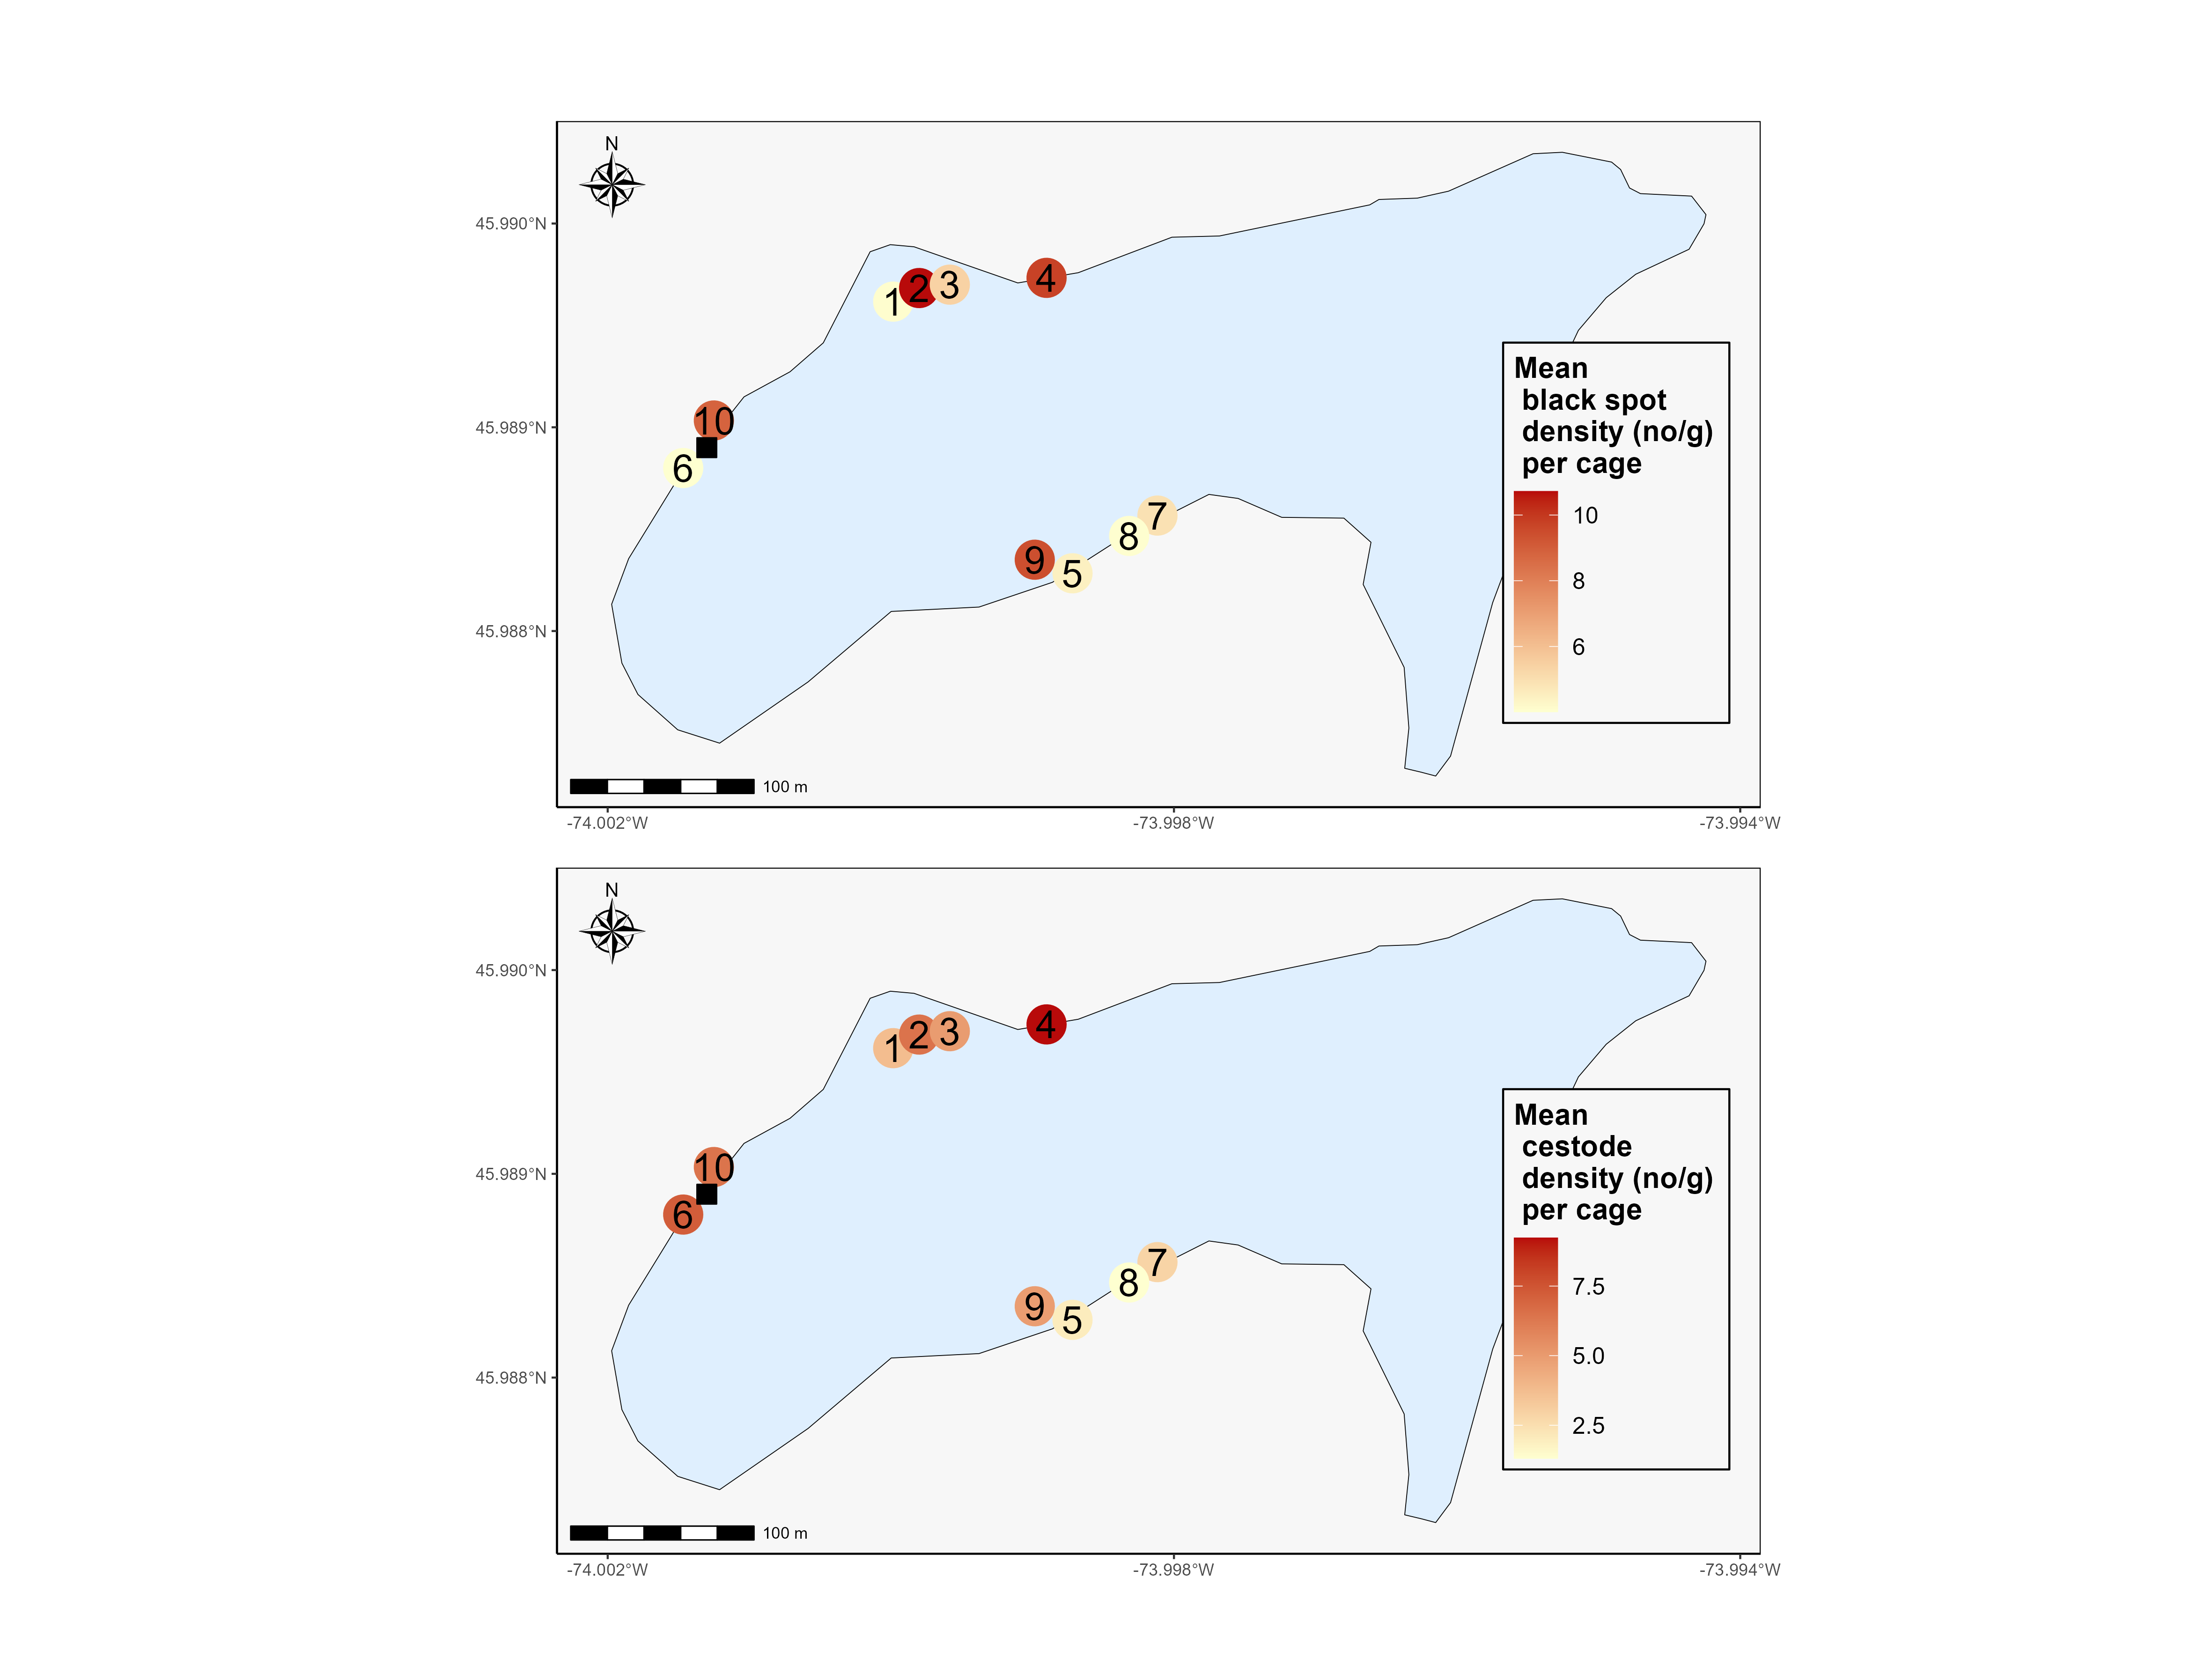 N
45.990°N
45.989°N
45.988°N
1
2
3
4
10
6
7
8
9
5
Mean
black spot
density (no/g)
per cage
10
8
6
100 m
-74.002°W
-73.998°W
-73.994°W
N
45.990°N
45.989°N
45.988°N
1
2
3
4
10
6
7
8
9
5
Mean
cestode
density (no/g)
per cage
7.5
5.0
2.5
100 m
-74.002°W
-73.998°W
-73.994°W